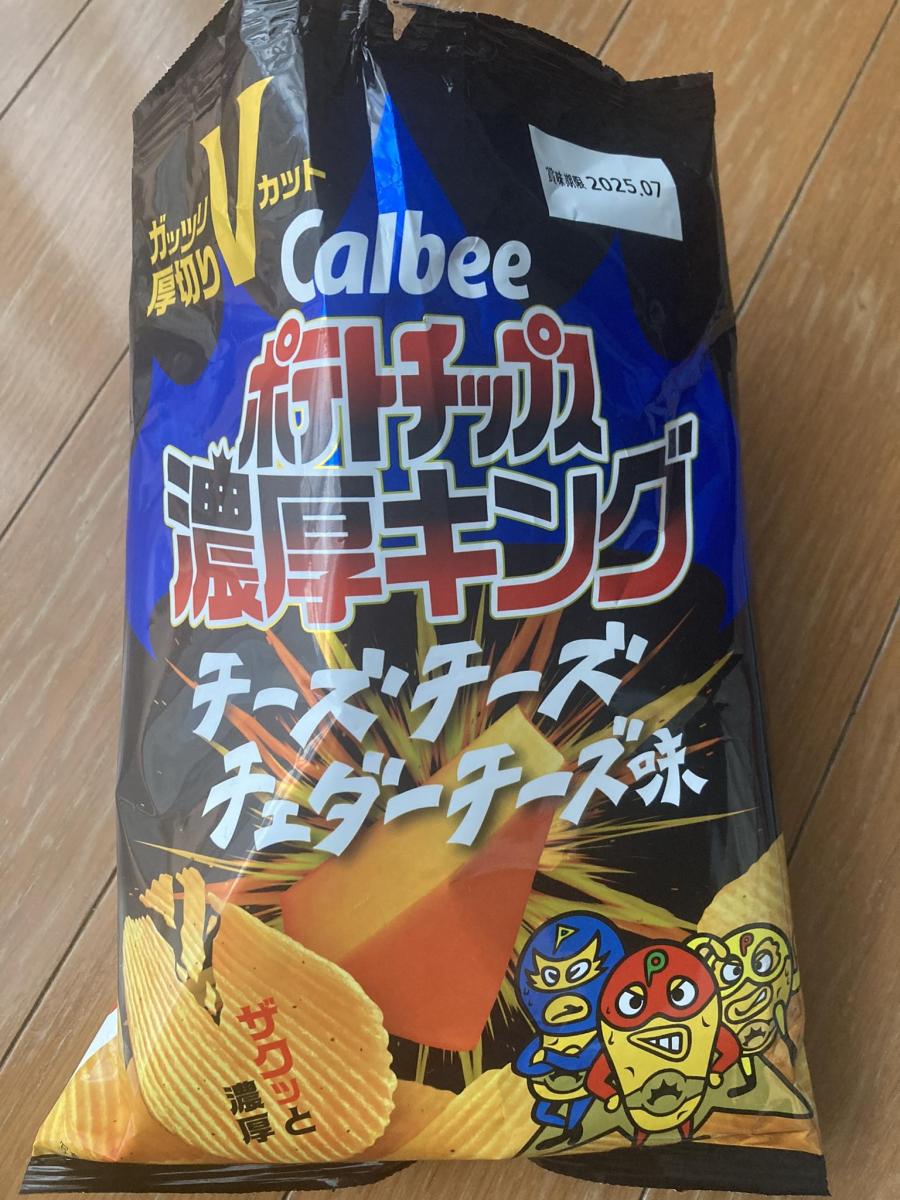 ガッツリ
厚切り
Vカット
賞味期限 2025.07
Calbee
ポテトチップス
濃厚キング
チーズ・チーズ・
チェダーチーズ味
ザクッと
濃厚
P
P
P